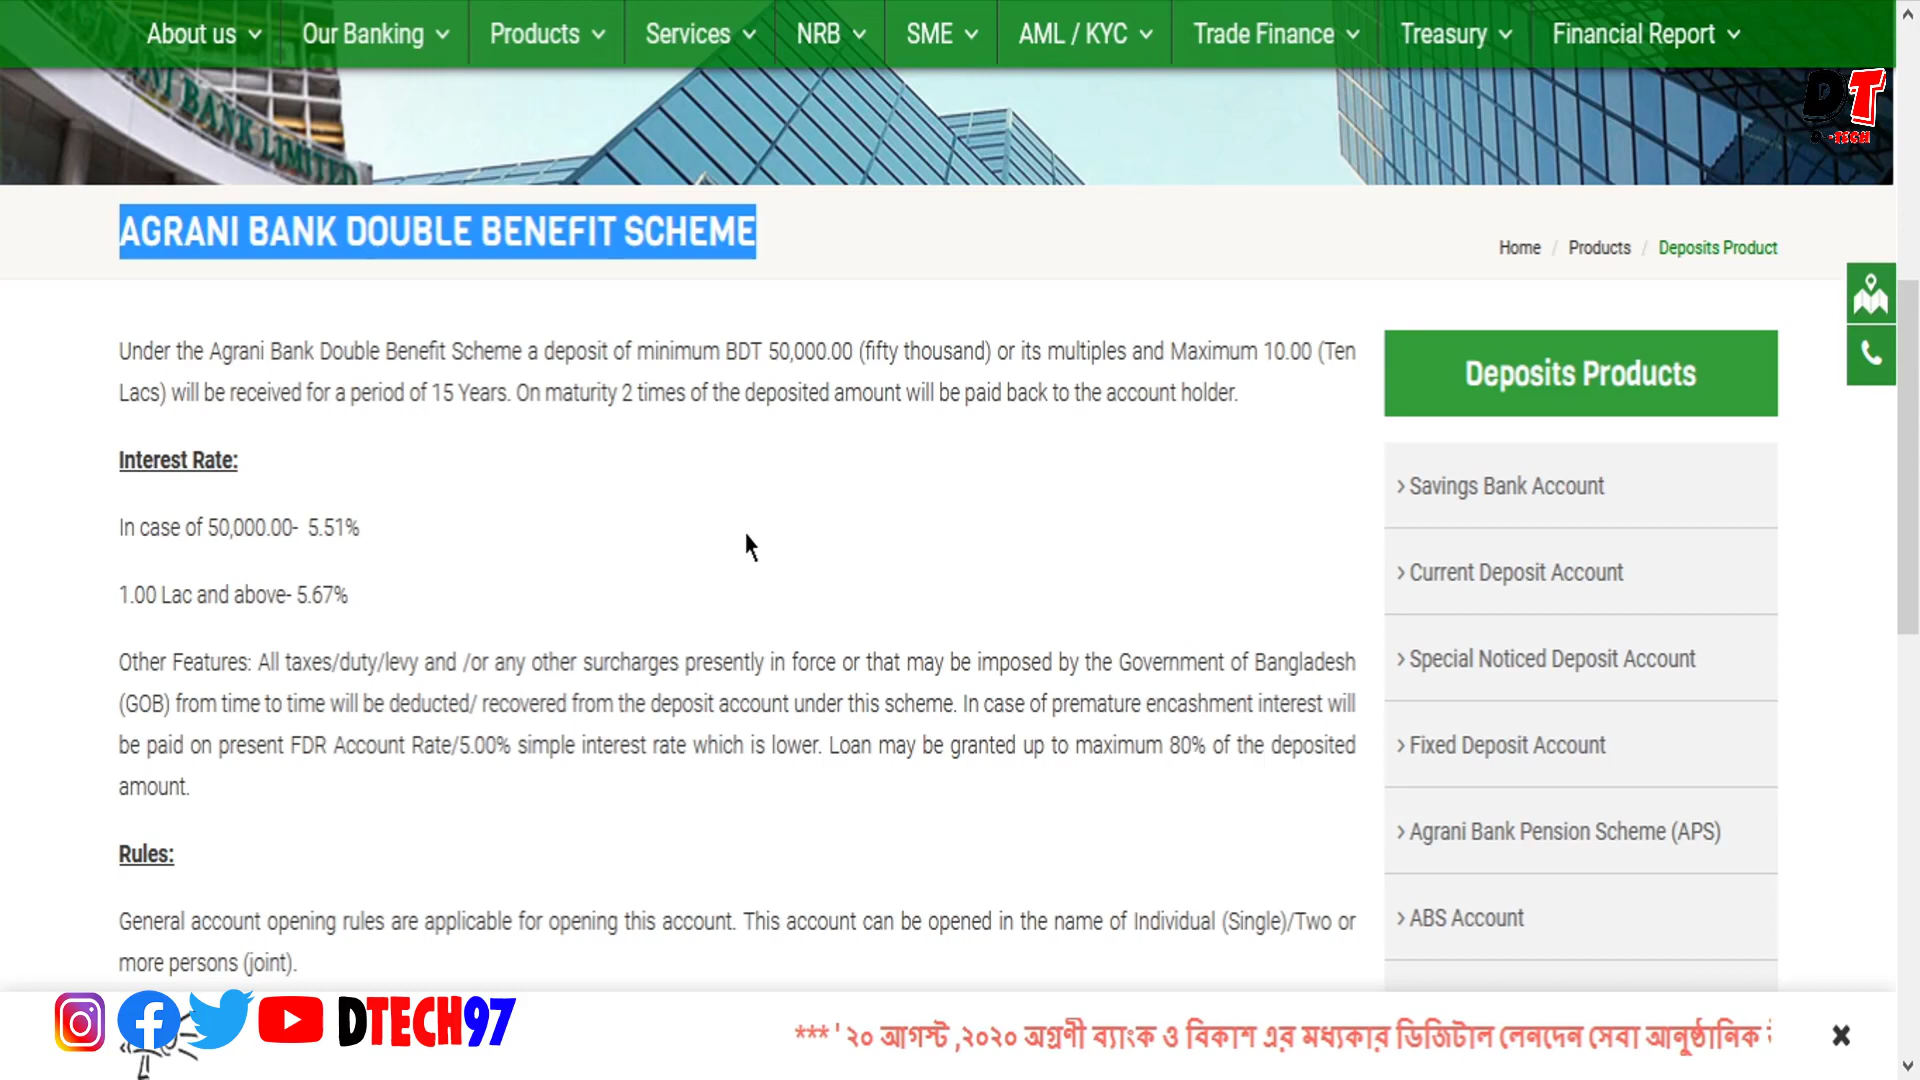 About us
Our Banking
Products
Services
NRB
SME
AML / KYC
Trade Finance
Treasury
Financial Report
BANK LIMITED
DT
D-TECH
AGRANI BANK DOUBLE BENEFIT SCHEME
Home / Products / Deposits Product
Under the Agrani Bank Double Benefit Scheme a deposit of minimum BDT 50,000.00 (fifty thousand) or its multiples and Maximum 10.00 (Ten
Lacs) will be received for a period of 15 Years. On maturity 2 times of the deposited amount will be paid back to the account holder.
Interest Rate:
In case of 50,000.00- 5.51%
1.00 Lac and above- 5.67%
Other Features: All taxes/duty/levy and /or any other surcharges presently in force or that may be imposed by the Government of Bangladesh
(GOB) from time to time will be deducted/ recovered from the deposit account under this scheme. In case of premature encashment interest will
be paid on present FDR Account Rate/5.00% simple interest rate which is lower. Loan may be granted up to maximum 80% of the deposited
amount.
Rules:
General account opening rules are applicable for opening this account. This account can be opened in the name of Individual (Single)/Two or
more persons (joint).
Deposits Products
› Savings Bank Account
› Current Deposit Account
› Special Noticed Deposit Account
› Fixed Deposit Account
› Agrani Bank Pension Scheme (APS)
› ABS Account
DTECH97
*** ' ২০ আগস্ট ,২০২০ অগ্রণী ব্যাংক ও বিকাশ এর মধ্যকার ডিজিটাল লেনদেন সেবা আনুষ্ঠানিক